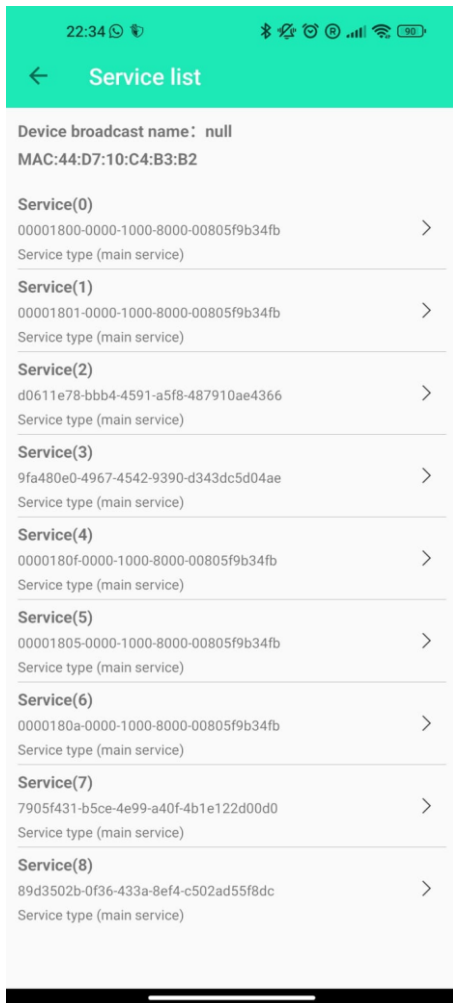 22:34
90
Service list
Device broadcast name：null
MAC:44:D7:10:C4:B3:B2
Service(0)
00001800-0000-1000-8000-00805f9b34fb
Service type (main service)
Service(1)
00001801-0000-1000-8000-00805f9b34fb
Service type (main service)
Service(2)
d0611e78-bbb4-4591-a5f8-487910ae4366
Service type (main service)
Service(3)
9fa480e0-4967-4542-9390-d343dc5d04ae
Service type (main service)
Service(4)
0000180f-0000-1000-8000-00805f9b34fb
Service type (main service)
Service(5)
00001805-0000-1000-8000-00805f9b34fb
Service type (main service)
Service(6)
0000180a-0000-1000-8000-00805f9b34fb
Service type (main service)
Service(7)
7905f431-b5ce-4e99-a40f-4b1e122d00d0
Service type (main service)
Service(8)
89d3502b-0f36-433a-8ef4-c502ad55f8dc
Service type (main service)